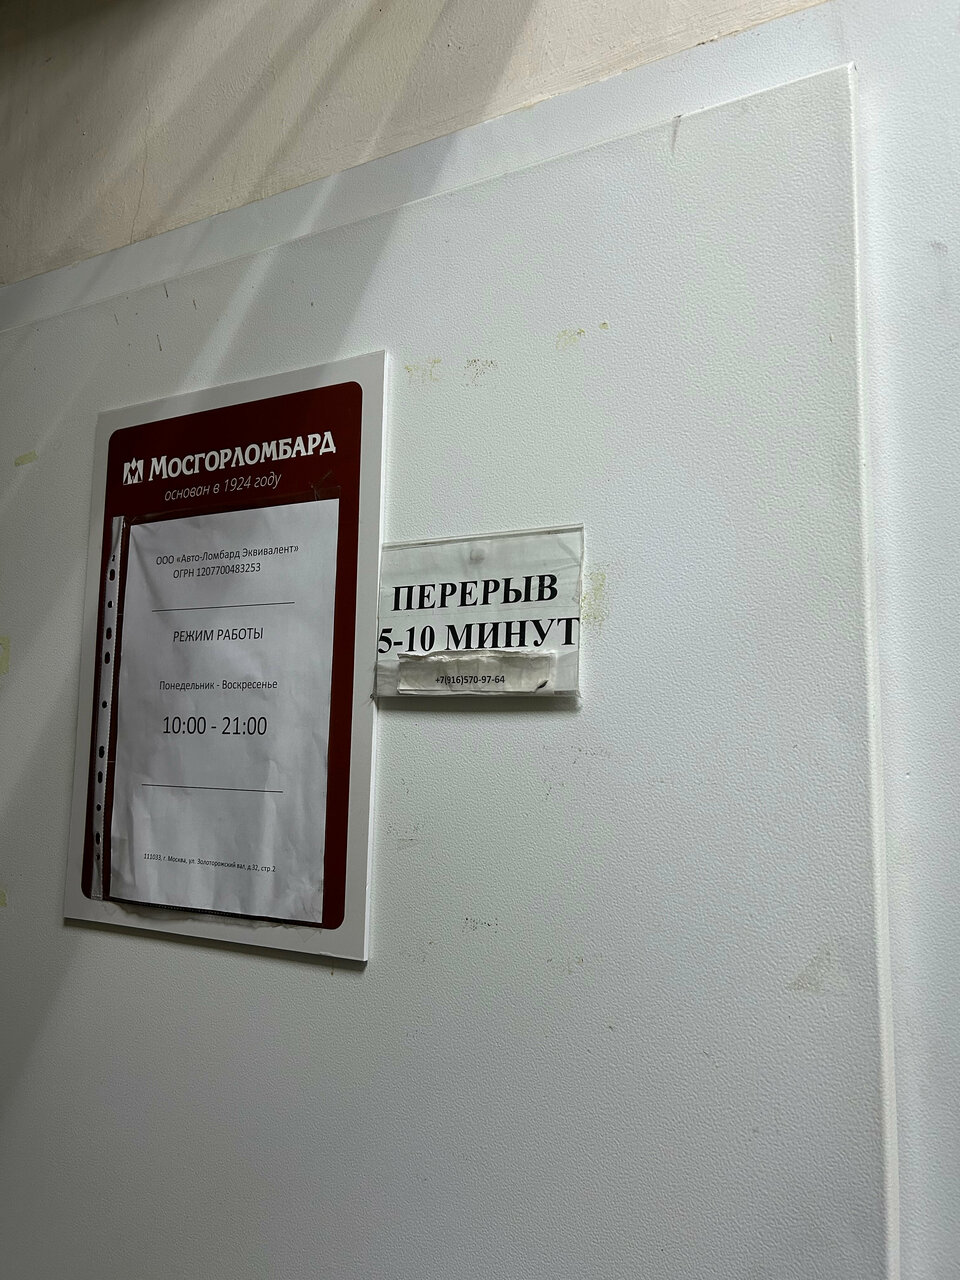 МОСГОРЛОМБАРД
основан в 1924 году
ООО «Авто-Ломбард Эквивалент»
ОГРН 1207700483253
РЕЖИМ РАБОТЫ
Понедельник - Воскресенье
10:00 - 21:00
111033, г. Москва, ул. Золоторожский вал, д.32, стр.2
ПЕРЕРЫВ
5-10 МИНУТ
+7(916)570-97-64